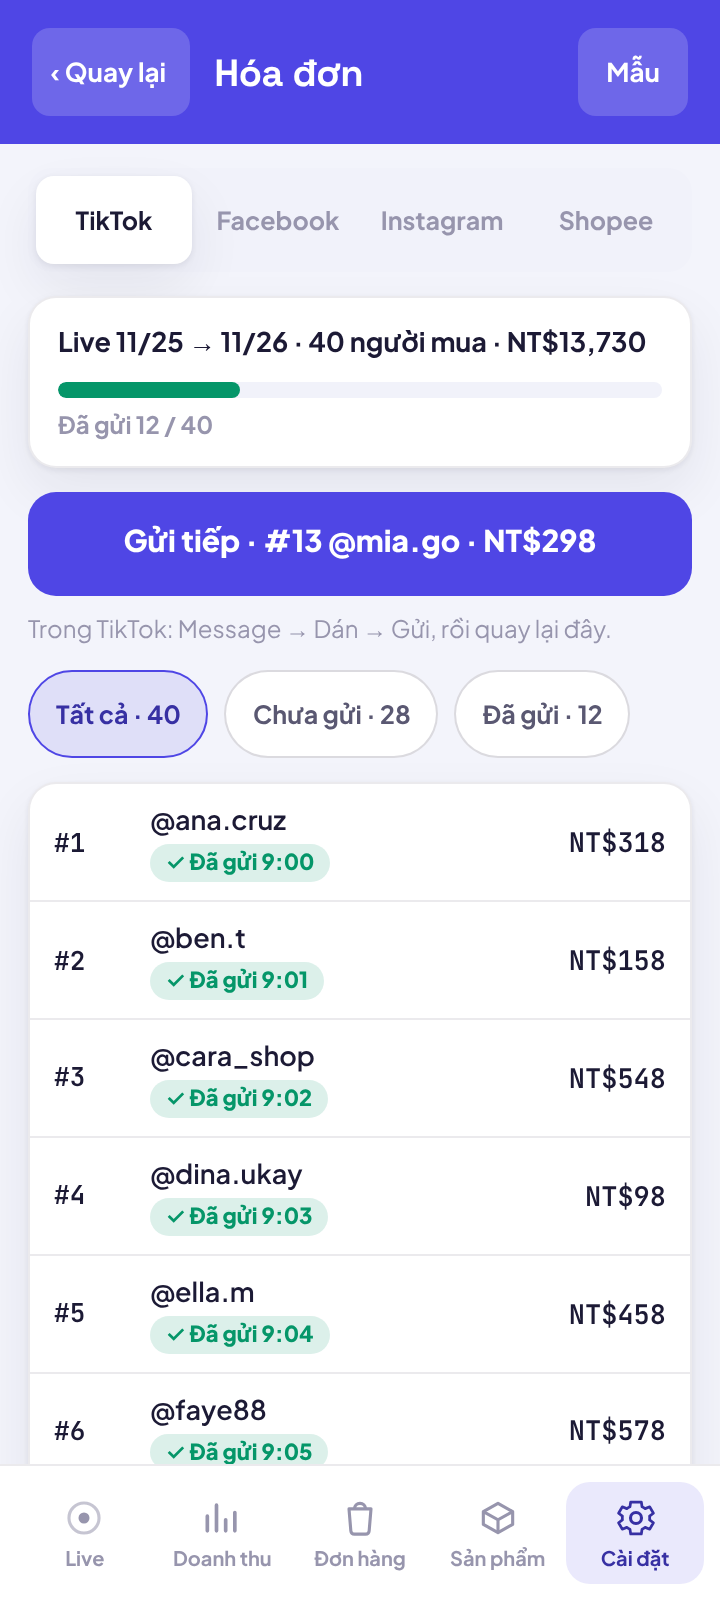 ‹ Quay lại
Hóa đơn
Mẫu
TikTok
Facebook
Instagram
Shopee
Live 11/25 → 11/26 · 40 người mua · NT$13,730
Đã gửi 12 / 40
Gửi tiếp · #13 @mia.go · NT$298
Trong TikTok: Message → Dán → Gửi, rồi quay lại đây.
Tất cả · 40
Chưa gửi · 28
Đã gửi · 12
#1
@ana.cruz
✓ Đã gửi 9:00
NT$318
#2
@ben.t
✓ Đã gửi 9:01
NT$158
#3
@cara_shop
✓ Đã gửi 9:02
NT$548
#4
@dina.ukay
✓ Đã gửi 9:03
NT$98
#5
@ella.m
✓ Đã gửi 9:04
NT$458
#6
@faye88
✓ Đã gửi 9:05
NT$578
Live
Doanh thu
Đơn hàng
Sản phẩm
Cài đặt